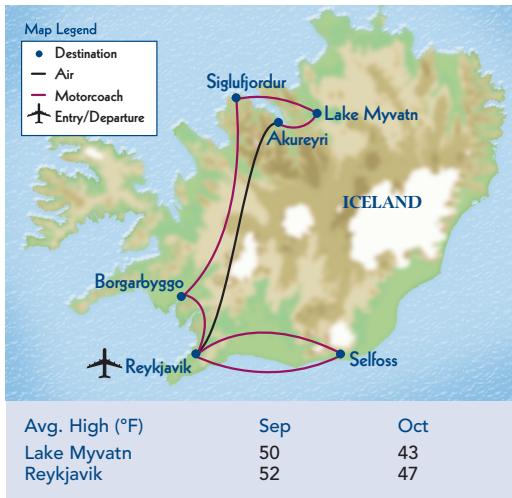 Map Legend
Destination
Air
Motorcoach
Entry/Departure
Siglufjordur
Lake Myvatn
Akureyri
ICELAND
Borgarbyggo
Reykjavik
Selfoss
Avg. High (°F) Sep Oct
Lake Myvatn 50 43
Reykjavik 52 47